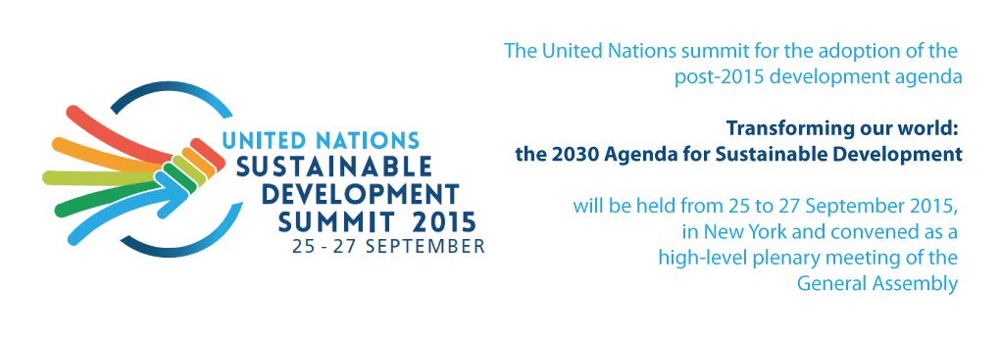 UNITED NATIONS
SUSTAINABLE
DEVELOPMENT
SUMMIT 2015
25 - 27 SEPTEMBER
The United Nations summit for the adoption of the
post-2015 development agenda
Transforming our world:
the 2030 Agenda for Sustainable Development
will be held from 25 to 27 September 2015,
in New York and convened as a
high-level plenary meeting of the
General Assembly